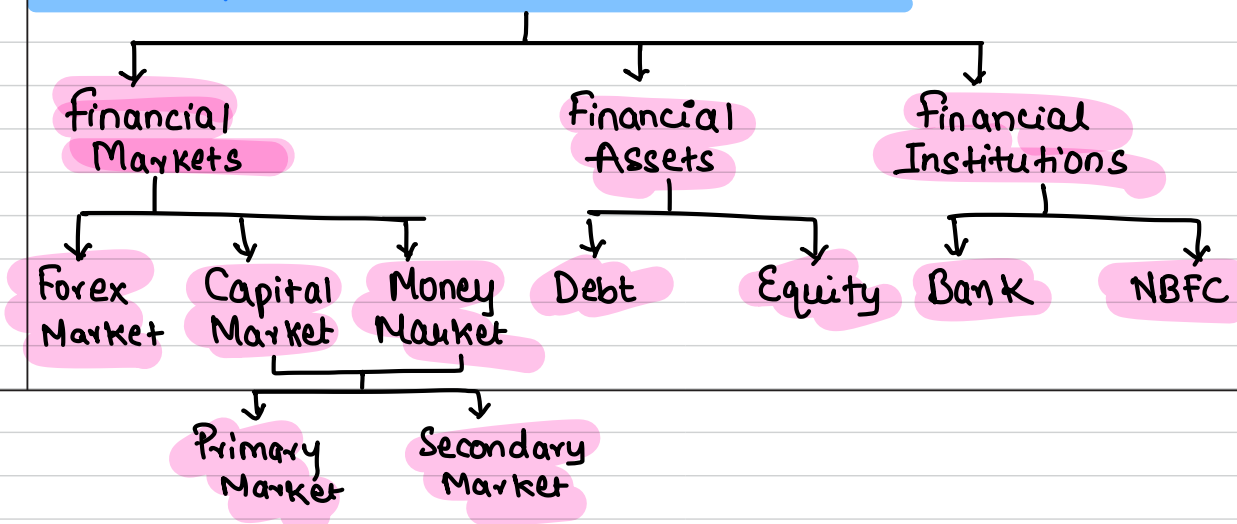 Financial
Markets
Financial
Assets
Financial
Institutions
Forex
Market
Capital
Market
Money
Market
Debt
Equity
Bank
NBFC
Primary
Market
Secondary
Market